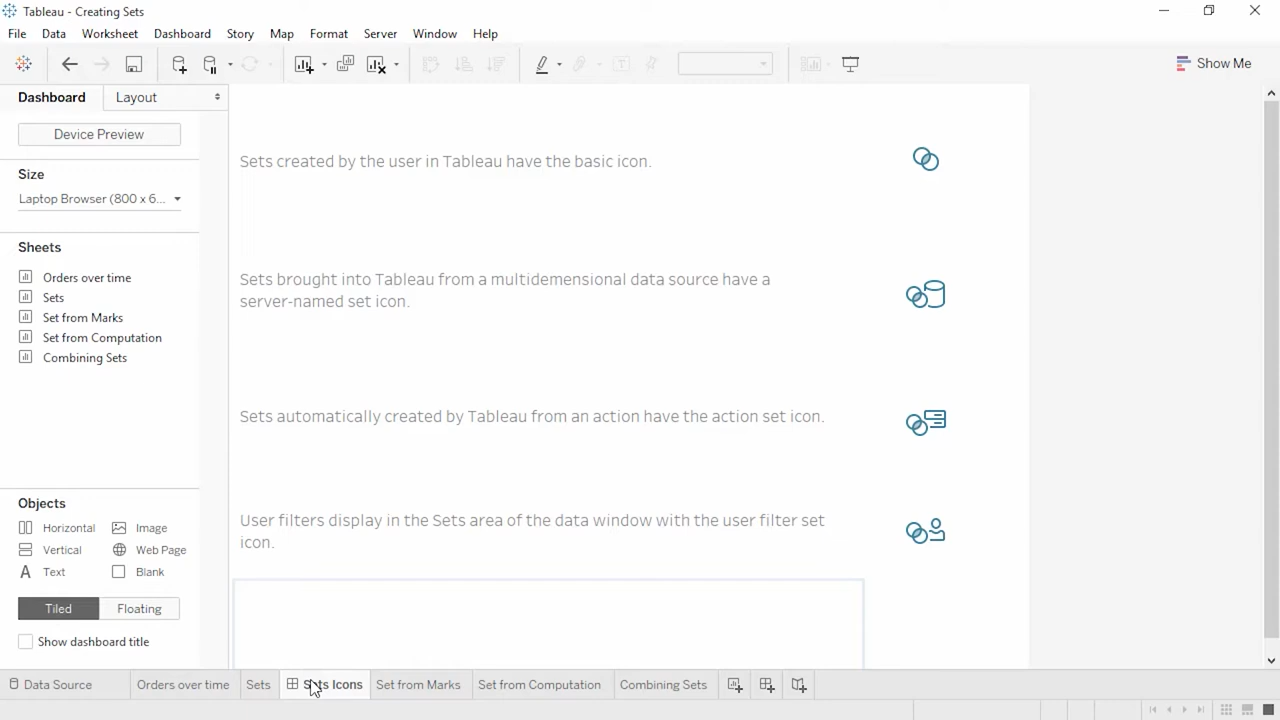 Tableau - Creating Sets
File Data Worksheet Dashboard Story Map Format Server Window Help
Show Me
Dashboard Layout
Device Preview
Size
Laptop Browser (800 x 6...
Sheets
Orders over time
Sets
Set from Marks
Set from Computation
Combining Sets
Objects
Horizontal Image
Vertical Web Page
A Text Blank
Tiled Floating
Show dashboard title
Sets created by the user in Tableau have the basic icon.
Sets brought into Tableau from a multidemensional data source have a
server-named set icon.
Sets automatically created by Tableau from an action have the action set icon.
User filters display in the Sets area of the data window with the user filter set
icon.
Data Source Orders over time Sets Sets Icons Set from Marks Set from Computation Combining Sets